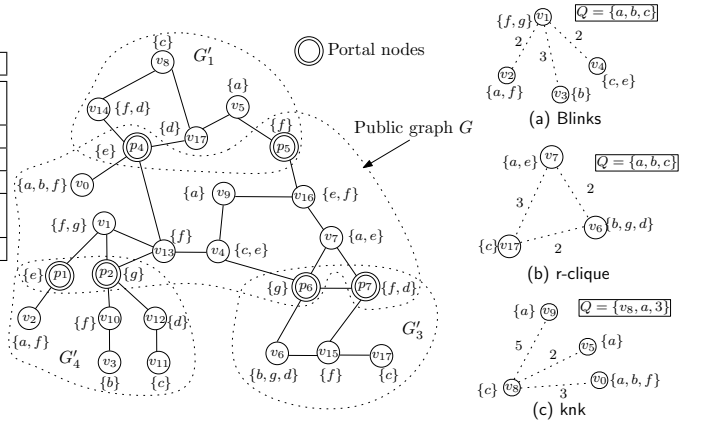 {c}
v8
G′1
Portal nodes
{a}
v14 {f, d}
v5
{d}
v17
{f}
{e}
p4
p5
Public graph G
{a, b, f}
v0
{a}
v9
v16
{e, f}
{f, g}
v1
{f}
v7
{a, e}
v13
v4
{c, e}
{e}
p1
p2
{g}
{g}
p6
p7
{f, d}
v2
{f}
v10
v12
{d}
{a, f}
G′4
v3
v11
{b}
{c}
G′3
v6
v15
v17
{b, g, d}
{f}
{c}
{f, g}
v1
Q = {a, b, c}
2
3
2
v2
v4
{a, f}
v3
{b}
{c, e}
(a) Blinks
{a, e}
v7
Q = {a, b, c}
3
2
v6
{b, g, d}
{c}
v17
2
(b) r-clique
{a}
v9
Q = {v8, a, 3}
5
2
v5
{a}
{c}
v8
3
v0
{a, b, f}
(c) knk